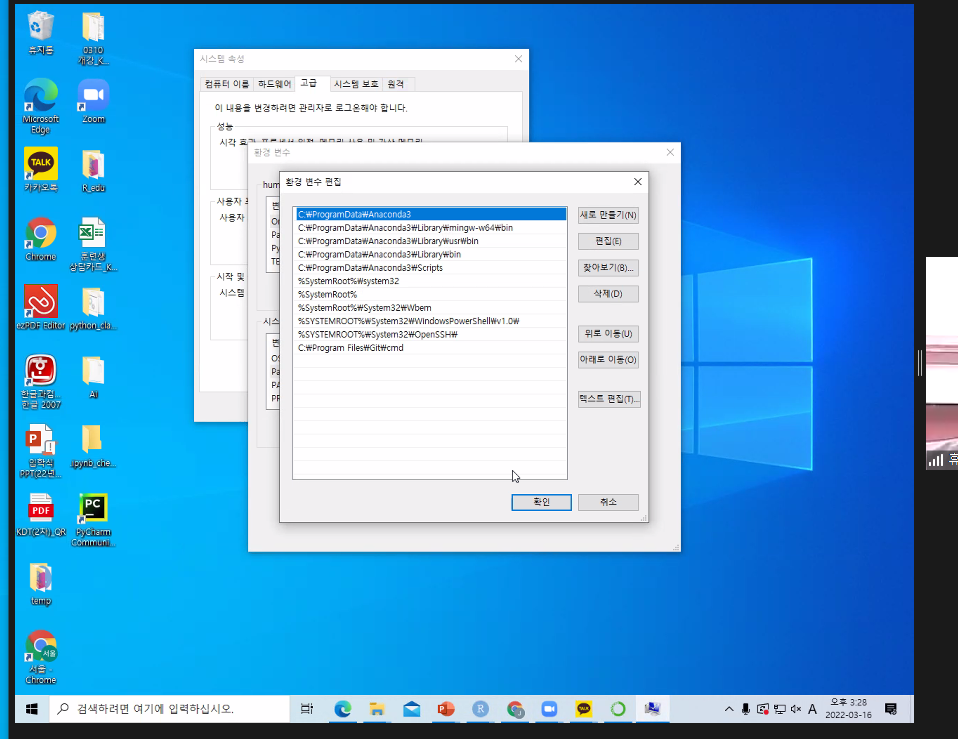 휴지통
0310
개강_K...
Microsoft
Edge
Zoom
TALK
카카오톡
R_edu
Chrome
훈련생
상담카드_K...
ezPDF Editor
python_cla...
한글과컴...
한글 2007
AI
입학식
PPT(22년...
ipynb_che...
PDF
KDT(2차)_QR
PC
PyCharm
Communi...
temp
서울
서울 -
Chrome
시스템 속성
컴퓨터 이름
하드웨어
고급
시스템 보호
원격
이 내용을 변경하려면 관리자로 로그온해야 합니다.
성능
시각 효과, 프로세서 일정, 메모리 사용 및 가상 메모리
사용자
사용자
시작 및
시스템
환경 변수
hum
변
Pa
Py
TE
시스
변
OS
Pa
PA
PR
환경 변수 편집
C:₩ProgramData₩Anaconda3
C:₩ProgramData₩Anaconda3₩Library₩mingw-w64₩bin
C:₩ProgramData₩Anaconda3₩Library₩usr₩bin
C:₩ProgramData₩Anaconda3₩Library₩bin
C:₩ProgramData₩Anaconda3₩Scripts
%SystemRoot%₩system32
%SystemRoot%
%SystemRoot%₩System32₩Wbem
%SYSTEMROOT%₩System32₩WindowsPowerShell₩v1.0₩
%SYSTEMROOT%₩System32₩OpenSSH₩
C:₩Program Files₩Git₩cmd
새로 만들기(N)
편집(E)
찾아보기(B)...
삭제(D)
위로 이동(U)
아래로 이동(O)
텍스트 편집(T)...
확인
취소
검색하려면 여기에 입력하십시오.
A
오후 3:28
2022-03-16